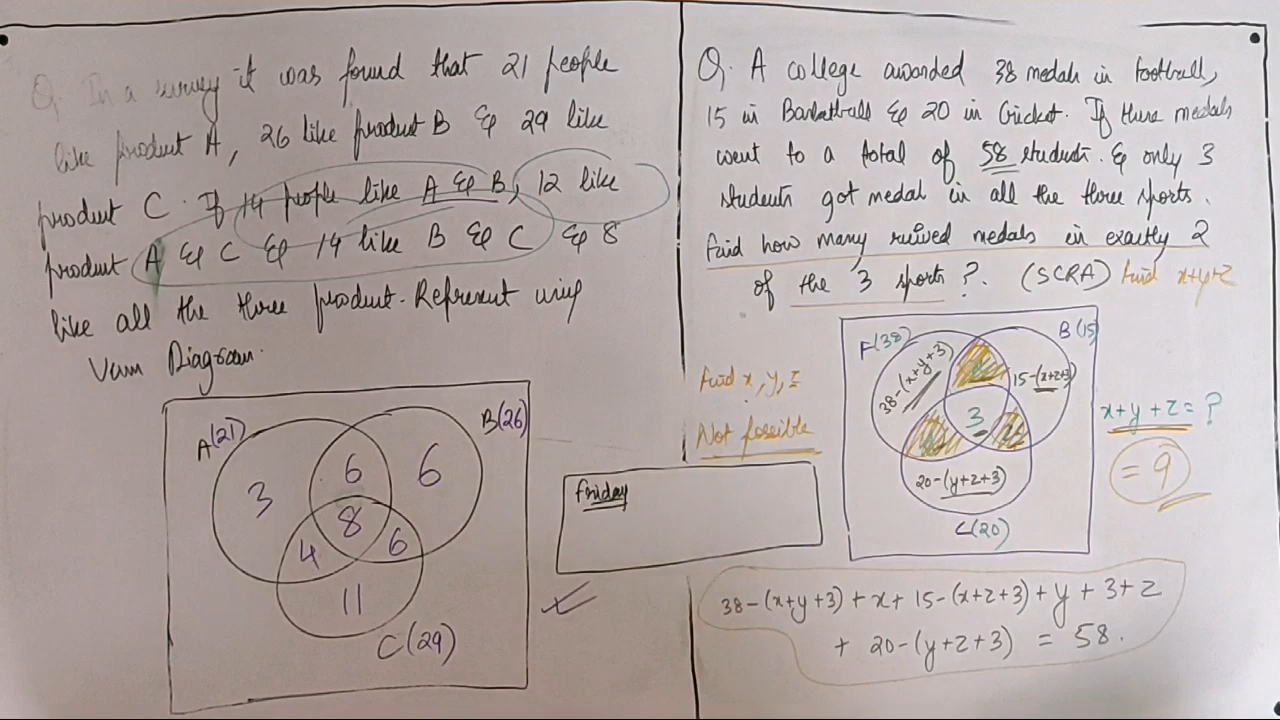 Q. In a survey it was found that 21 people
like product A, 26 like product B & 29 like
product C. If 14 people like A & B, 12 like
product A & C & 14 like B & C & 8
like all the three product. Represent using
Venn Diagram.
A(21)
B(26)
3
6
6
8
4
6
11
C(29)
Friday
Q. A college awarded 38 medals in football,
15 in Basketball & 20 in Cricket. If these medals
went to a total of 58 students. & only 3
students got medal in all the three sports.
Find how many recived medals in exactly 2
of the 3 sports?. (SCRA) Find x+y+z
Find x, y, z
Not possible
F(38)
B(15)
38-(x+y+3)
15-(x+z+3)
3
20-(y+z+3)
C(20)
x+y+z=?
= 9
38-(x+y+3)+x+15-(x+z+3)+y+3+z
+ 20-(y+z+3) = 58.